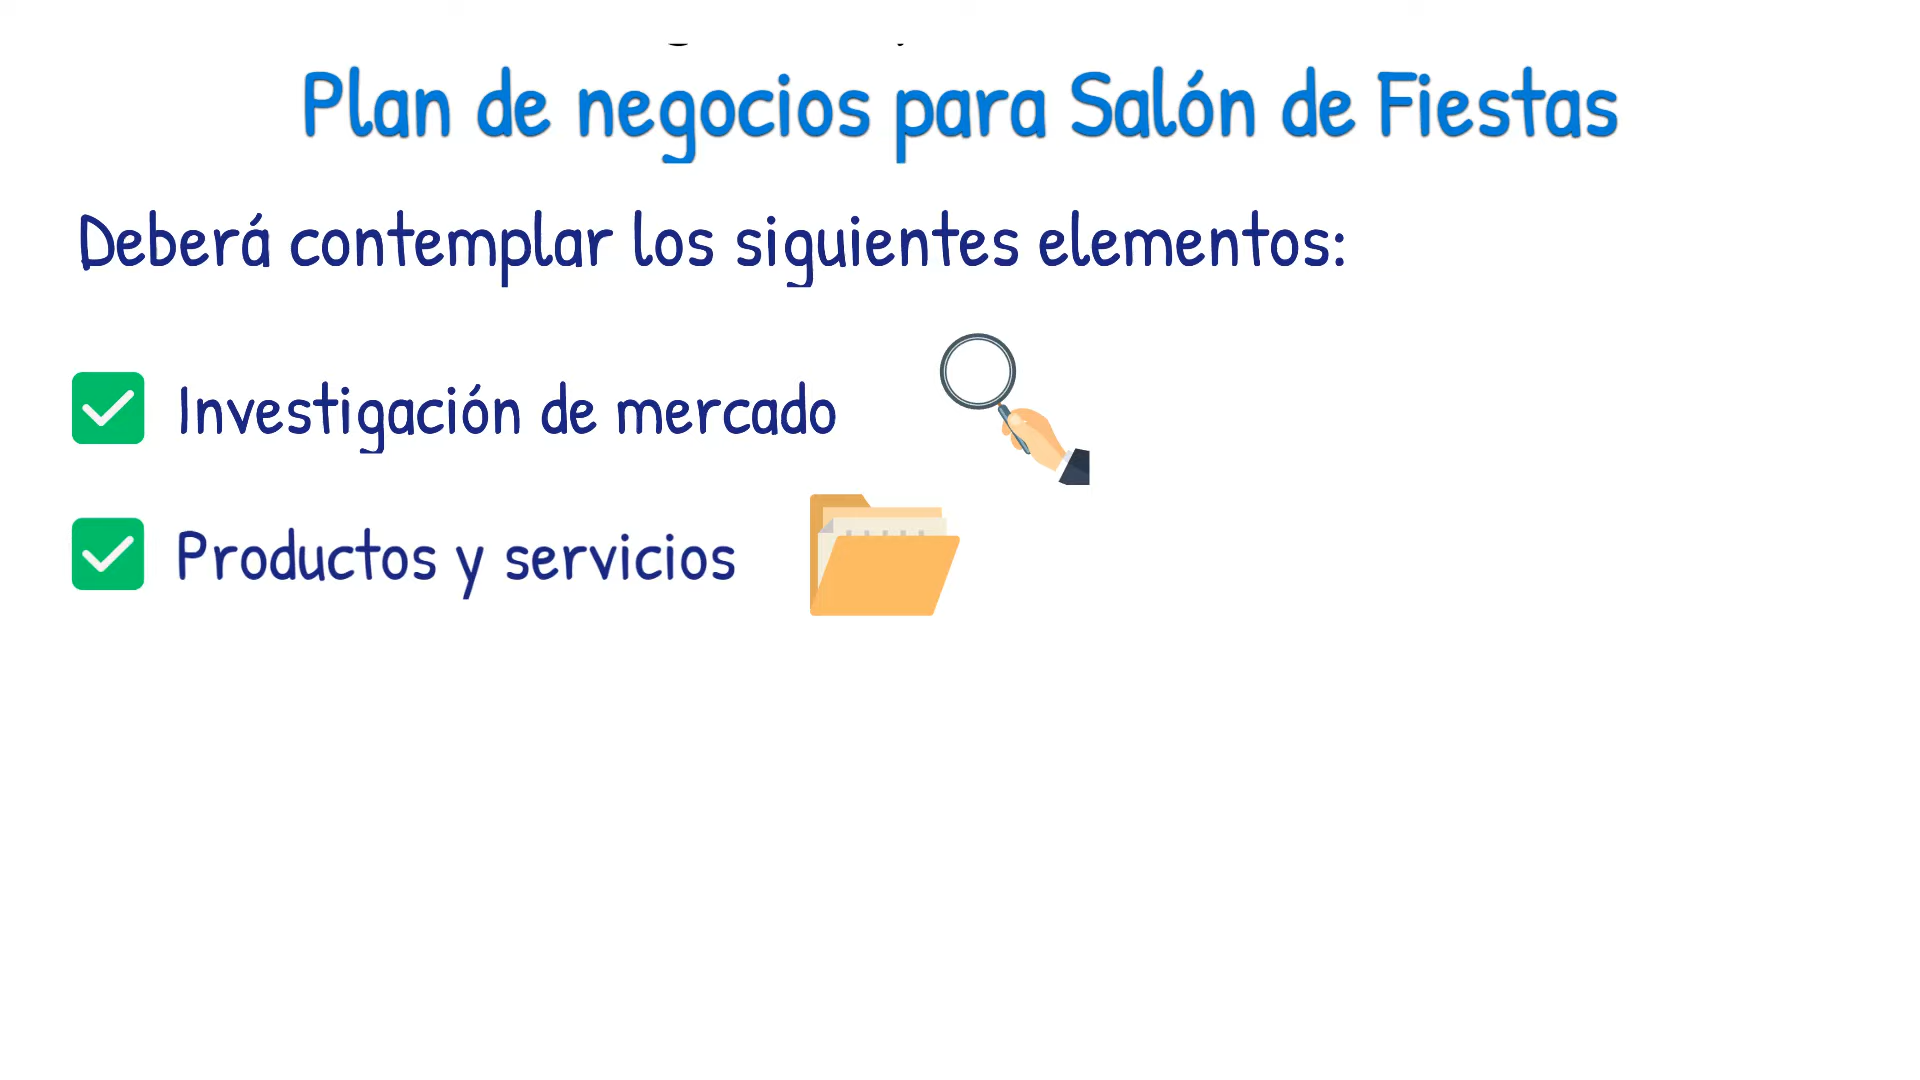 Plan de negocios para Salón de Fiestas
Deberá contemplar los siguientes elementos:
Investigación de mercado
Productos y servicios